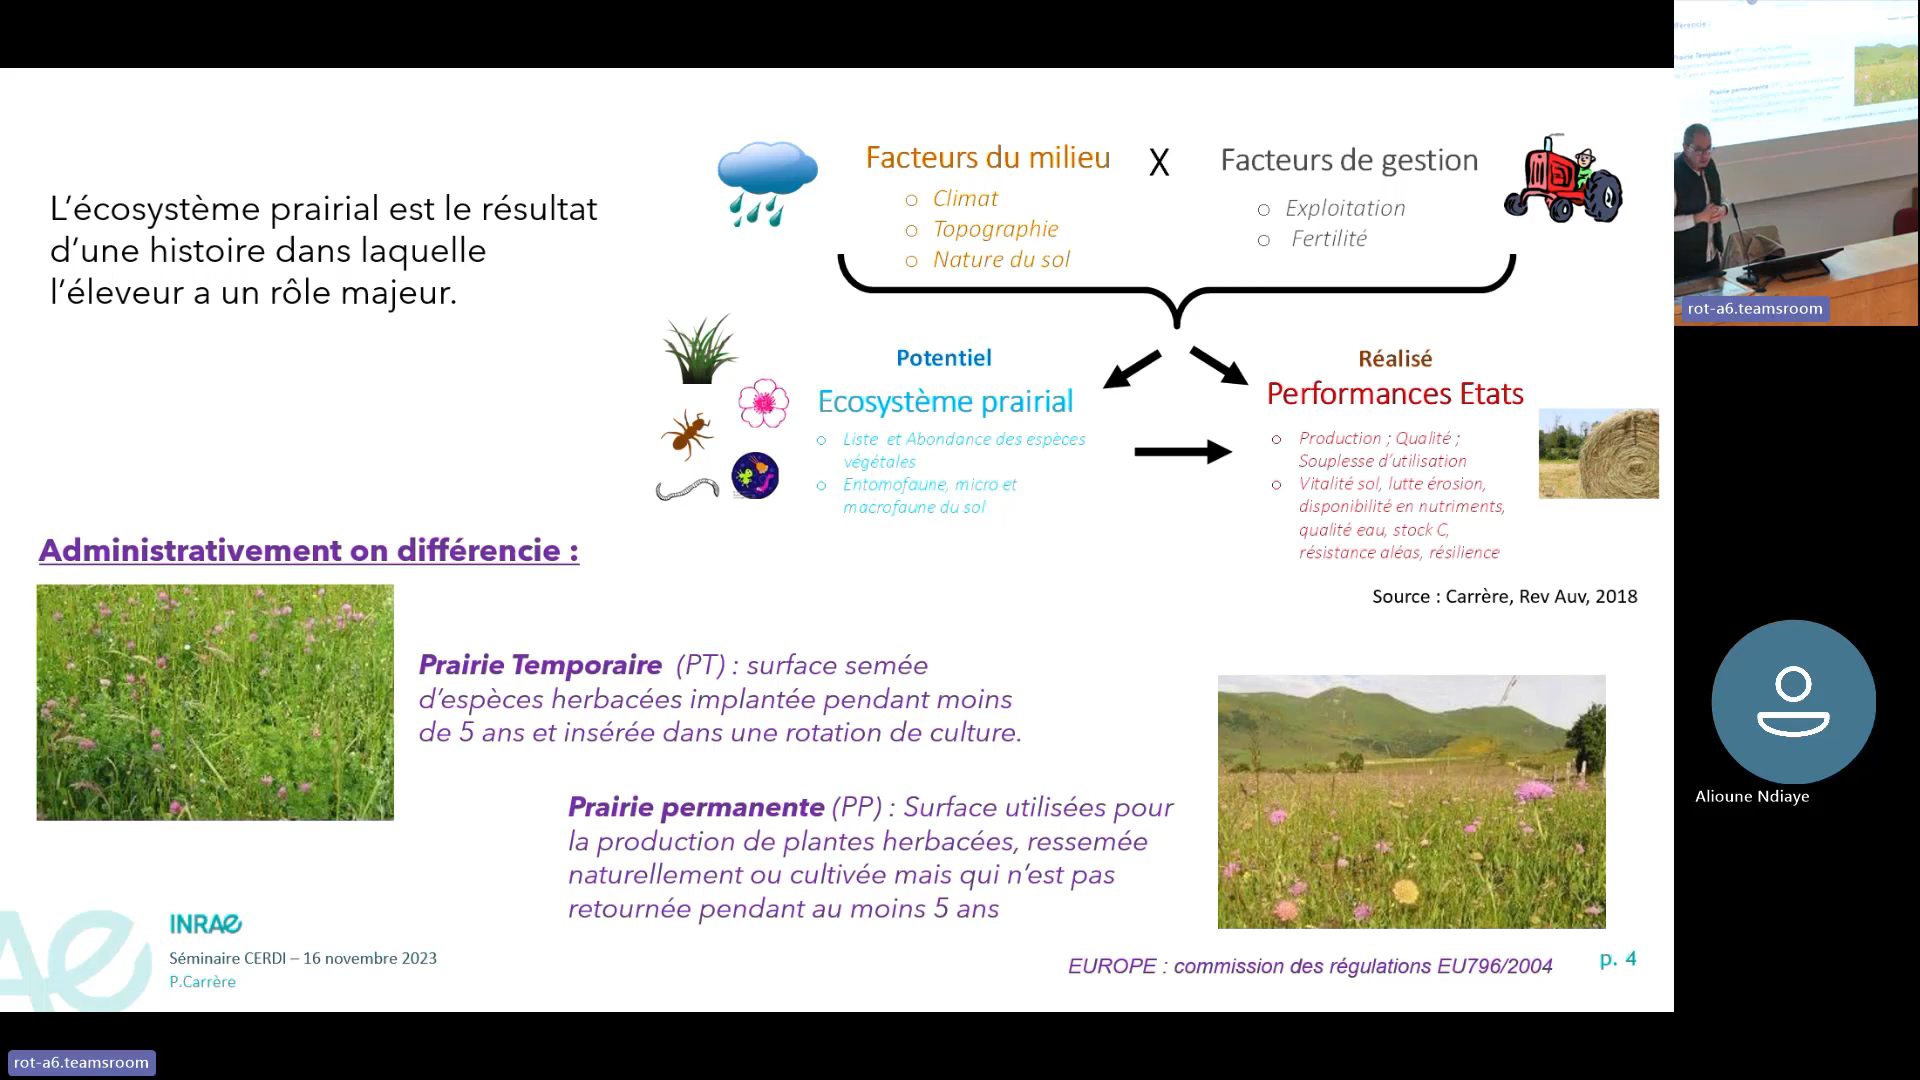 L’écosystème prairial est le résultat
d’une histoire dans laquelle
l’éleveur a un rôle majeur.
Facteurs du milieu
Climat
Topographie
Nature du sol
X
Facteurs de gestion
Exploitation
Fertilité
Potentiel
Ecosystème prairial
Liste et Abondance des espèces
végétales
Entomofaune, micro et
macrofaune du sol
Réalisé
Performances Etats
Production ; Qualité ;
Souplesse d’utilisation
Vitalité sol, lutte érosion,
disponibilité en nutriments,
qualité eau, stock C,
résistance aléas, résilience
Source : Carrère, Rev Auv, 2018
Administrativement on différencie :
Prairie Temporaire (PT) : surface semée
d’espèces herbacées implantée pendant moins
de 5 ans et insérée dans une rotation de culture.
Prairie permanente (PP) : Surface utilisées pour
la production de plantes herbacées, ressemée
naturellement ou cultivée mais qui n’est pas
retournée pendant au moins 5 ans
INRAE
Séminaire CERDI – 16 novembre 2023
P.Carrère
EUROPE : commission des régulations EU796/2004
p. 4
rot-a6.teamsroom
Alioune Ndiaye
rot-a6.teamsroom